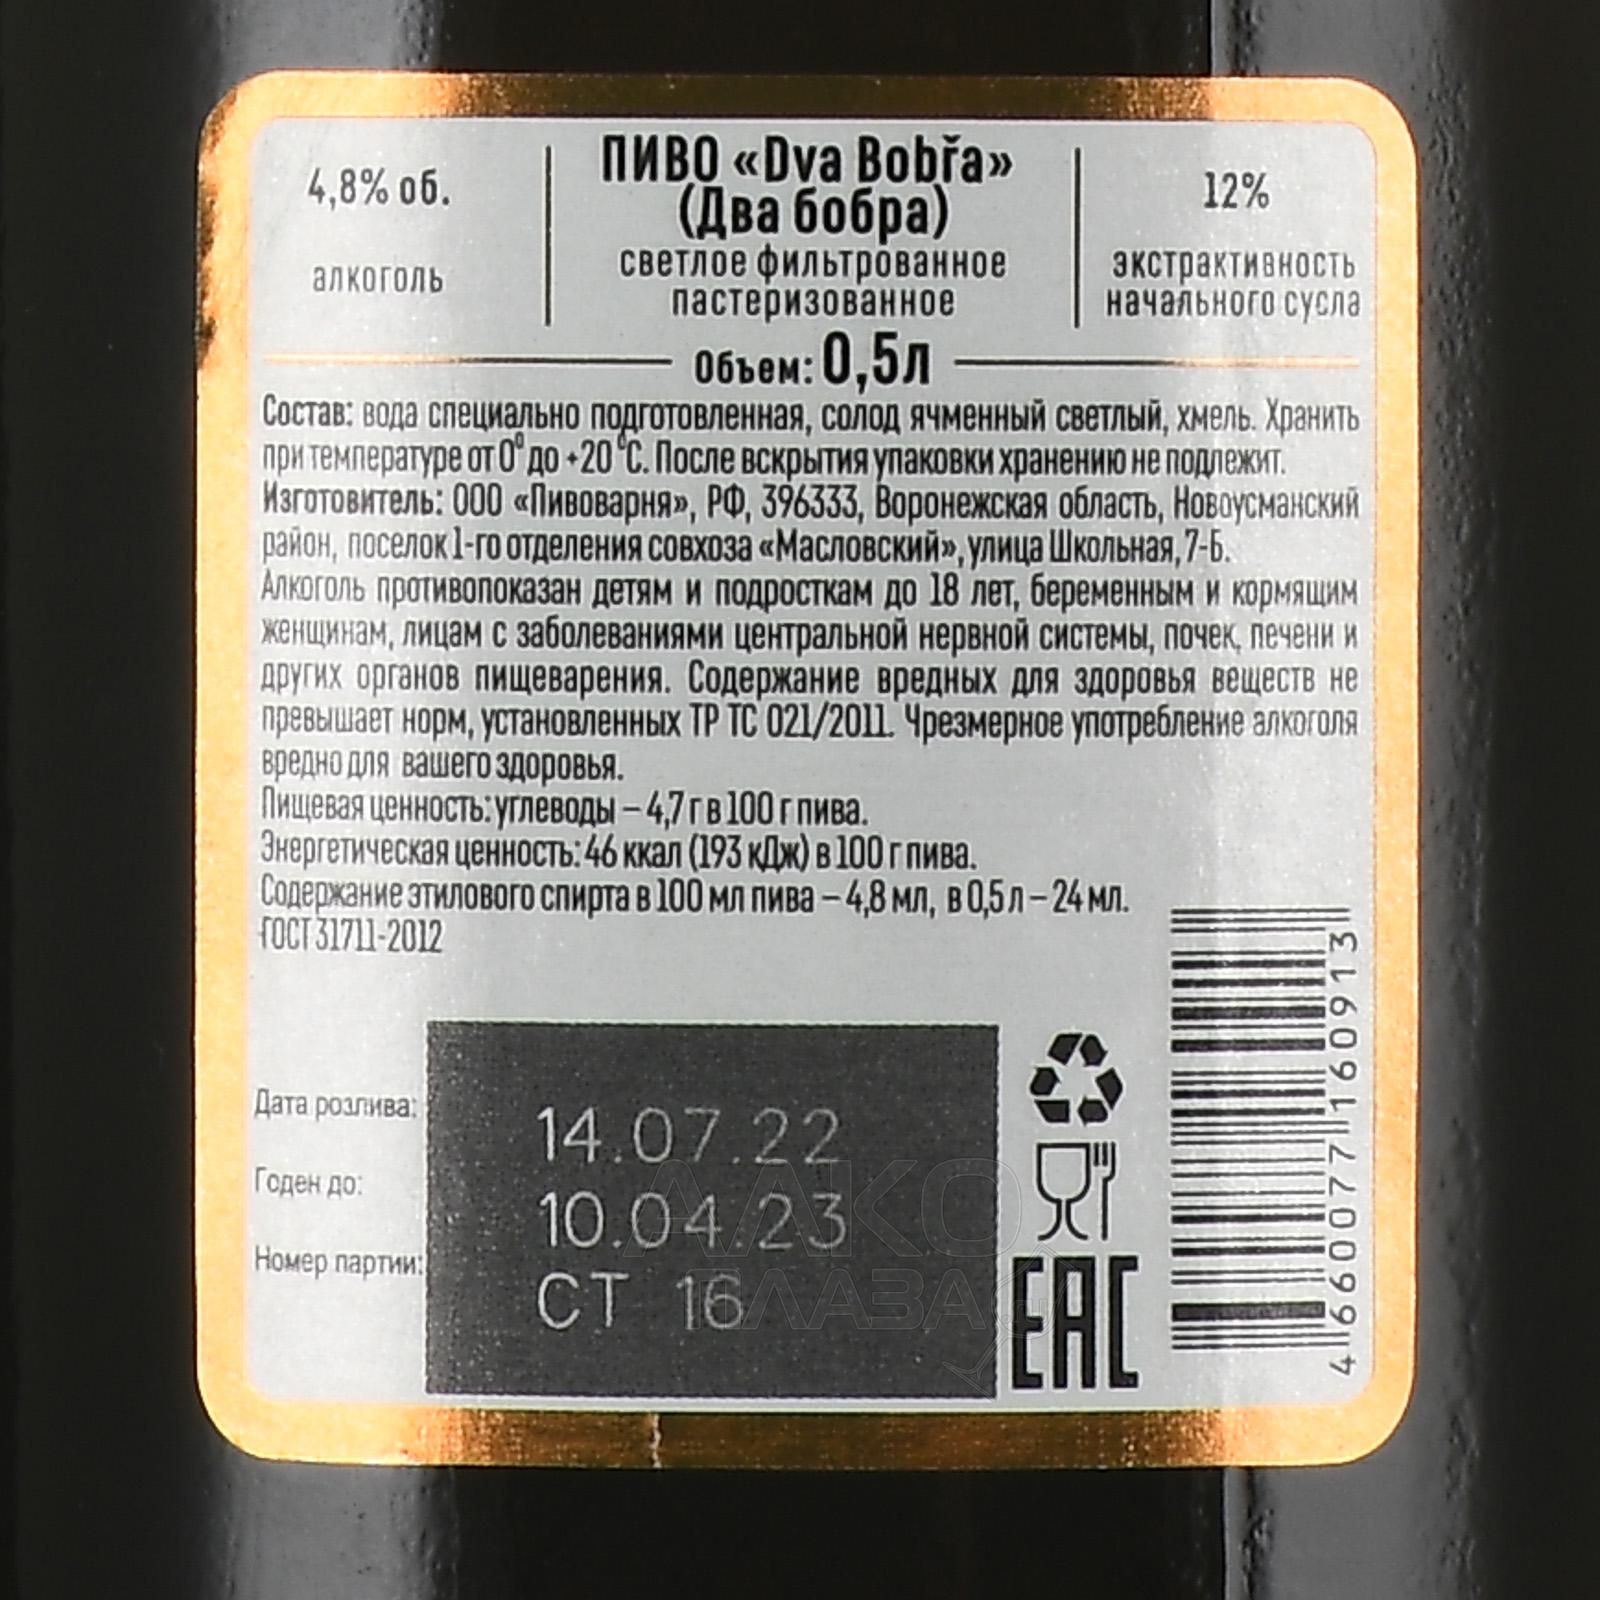 4,8% об.
алкоголь
ПИВО «Dva Bobřa»
(Два бобра)
светлое фильтрованное
пастеризованное
12%
экстрактивность
начального сусла
Объем: 0,5л
Состав: вода специально подготовленная, солод ячменный светлый, хмель. Хранить
при температуре от 0° до +20 °С. После вскрытия упаковки хранению не подлежит.
Изготовитель: ООО «Пивоварня», РФ, 396333, Воронежская область, Новоусманский
район, поселок 1-го отделения совхоза «Масловский», улица Школьная, 7-Б.
Алкоголь противопоказан детям и подросткам до 18 лет, беременным и кормящим
женщинам, лицам с заболеваниями центральной нервной системы, почек, печени и
других органов пищеварения. Содержание вредных для здоровья веществ не
превышает норм, установленных ТР ТС 021/2011. Чрезмерное употребление алкоголя
вредно для вашего здоровья.
Пищевая ценность: углеводы – 4,7 г в 100 г пива.
Энергетическая ценность: 46 ккал (193 кДж) в 100 г пива.
Содержание этилового спирта в 100 мл пива – 4,8 мл, в 0,5 л – 24 мл.
ГОСТ 31711-2012
Дата розлива: 14.07.22
Годен до: 10.04.23
Номер партии: СТ 16
EAC
4660077160913
АЛКО
ГЛАЗА